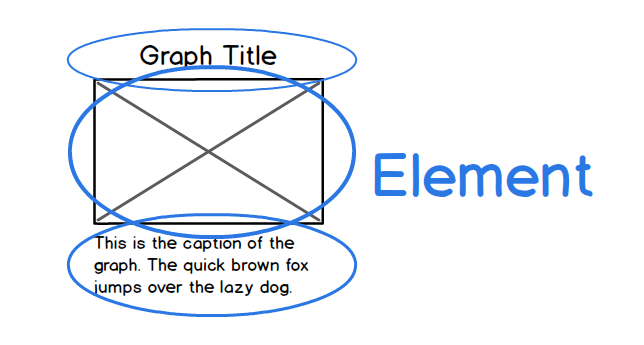 Graph Title
Element
This is the caption of the
graph. The quick brown fox
jumps over the lazy dog.